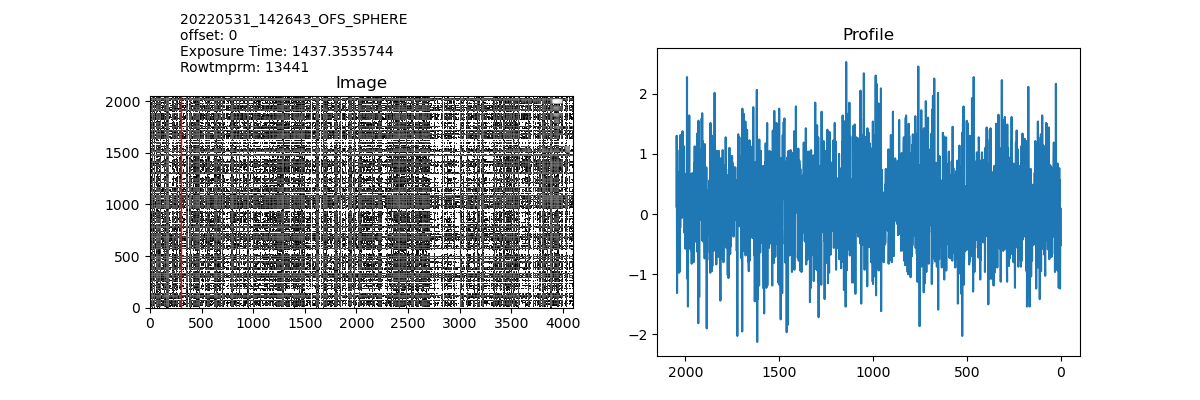 20220531_142643_OFS_SPHERE
offset: 0
Exposure Time: 1437.3535744
Rowtmprm: 13441
Image
2000
1500
1000
500
0
0 500 1000 1500 2000 2500 3000 3500 4000
Profile
2
1
0
−1
−2
2000 1500 1000 500 0